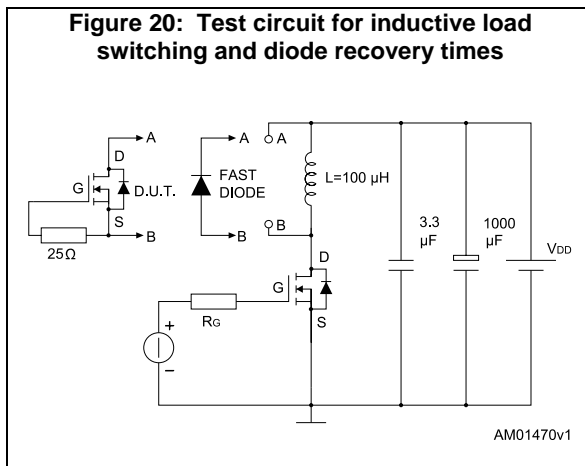 Figure 20: Test circuit for inductive load
switching and diode recovery times
A
D
G
D.U.T.
S
B
25Ω
A
FAST
DIODE
B
A
L=100 µH
B
D
G
S
RG
+
-
3.3
µF
1000
µF
VDD
AM01470v1